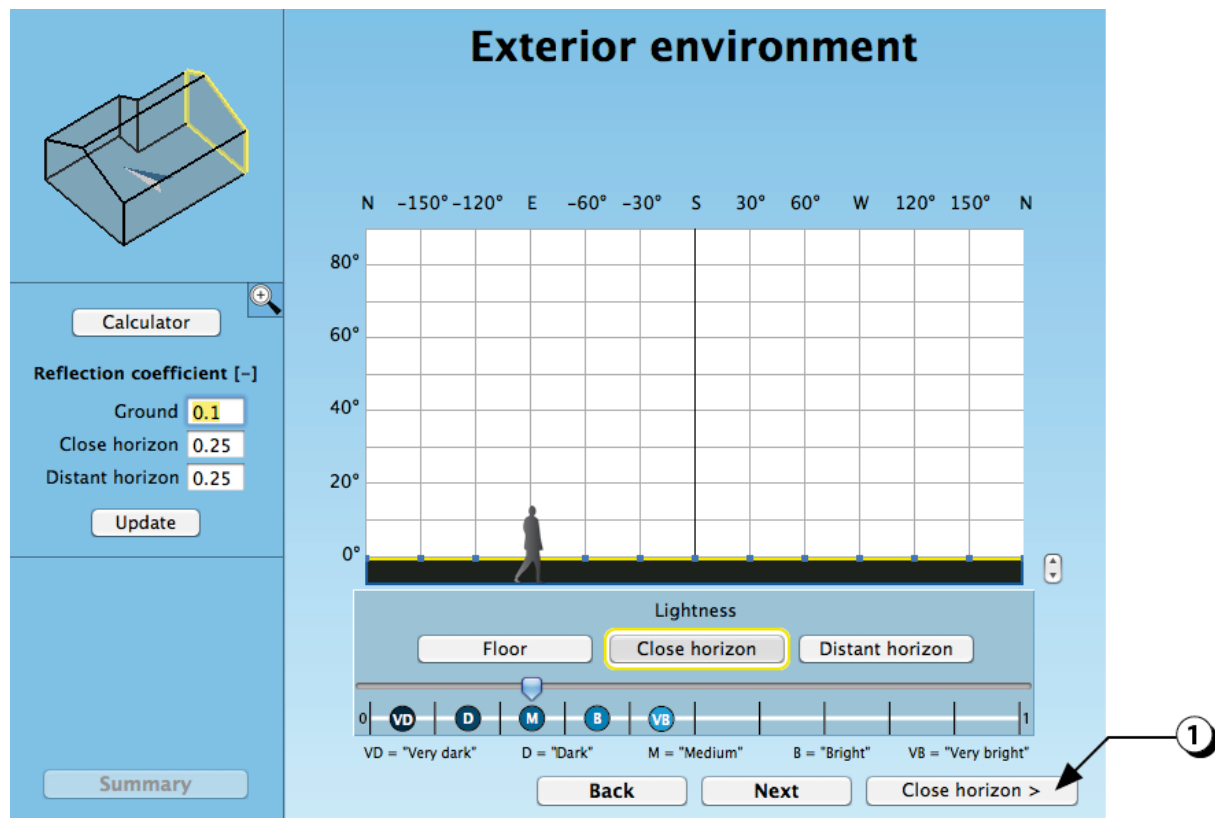 Exterior environment
N -150° -120° E -60° -30° S 30° 60° W 120° 150° N
80°
60°
40°
20°
0°
Calculator
Reflection coefficient [-]
Ground 0.1
Close horizon 0.25
Distant horizon 0.25
Update
Lightness
Floor Close horizon Distant horizon
0 VD D M B VB 1
VD = "Very dark" D = "Dark" M = "Medium" B = "Bright" VB = "Very bright"
Summary Back Next Close horizon >
1